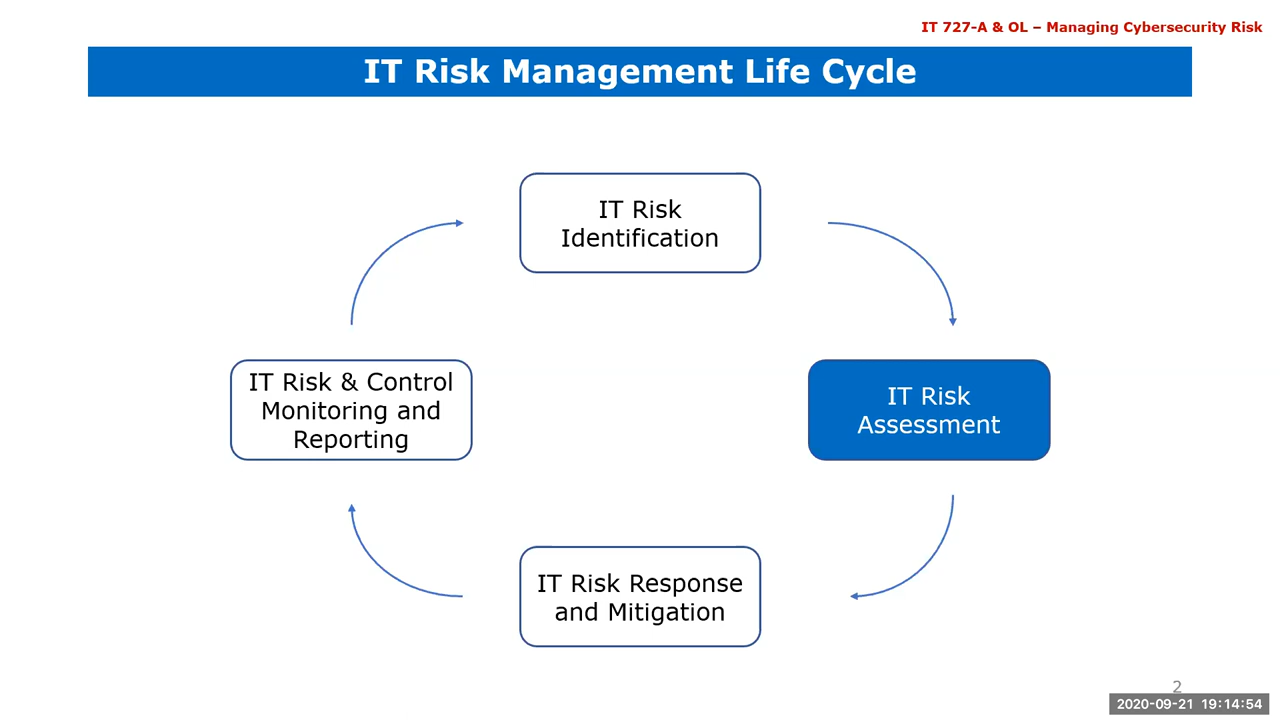 IT 727-A & OL – Managing Cybersecurity Risk
IT Risk Management Life Cycle
IT Risk
Identification
IT Risk & Control
Monitoring and
Reporting
IT Risk
Assessment
IT Risk Response
and Mitigation
2
2020-09-21 19:14:54